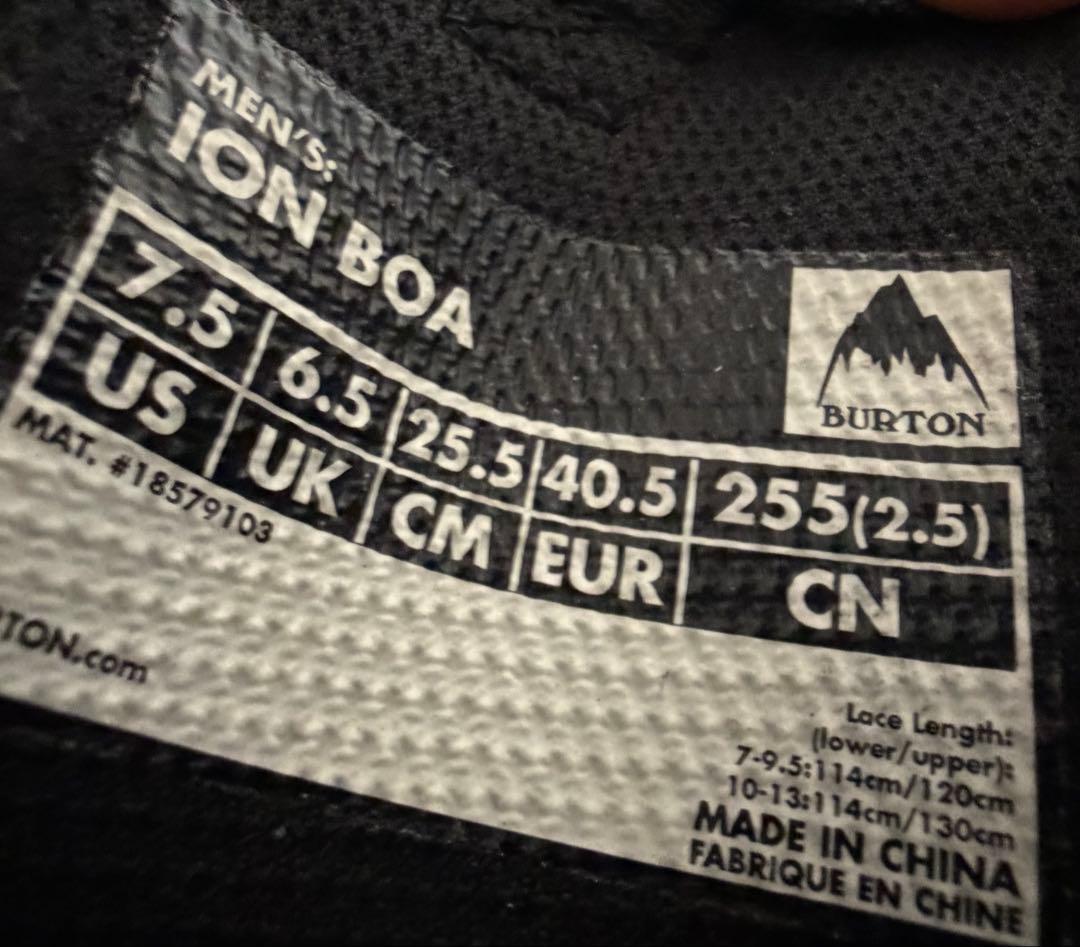 MEN'S:
ION BOA
BURTON
7.5 6.5 25.5 40.5 255(2.5)
US UK CM EUR CN
MAT. #18579103
TON.com
Lace Length:
(lower/upper):
7-9.5:114cm/120cm
10-13:114cm/130cm
MADE IN CHINA
FABRIQUE EN CHINE